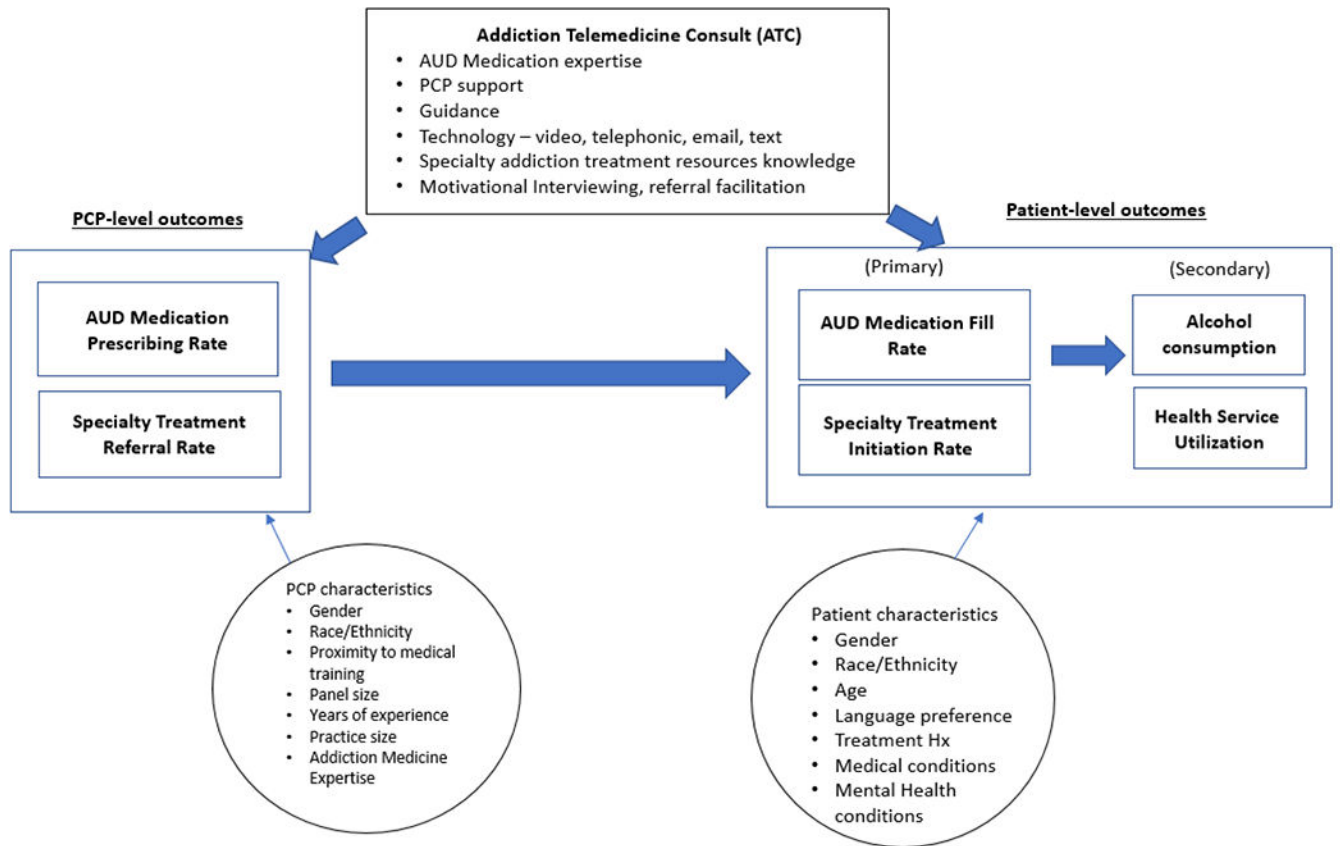 Addiction Telemedicine Consult (ATC)
• AUD Medication expertise
• PCP support
• Guidance
• Technology – video, telephonic, email, text
• Specialty addiction treatment resources knowledge
• Motivational Interviewing, referral facilitation
PCP-level outcomes
AUD Medication
Prescribing Rate
Specialty Treatment
Referral Rate
Patient-level outcomes
(Primary)
AUD Medication Fill
Rate
Specialty Treatment
Initiation Rate
(Secondary)
Alcohol
consumption
Health Service
Utilization
PCP characteristics
• Gender
• Race/Ethnicity
• Proximity to medical
training
• Panel size
• Years of experience
• Practice size
• Addiction Medicine
Expertise
Patient characteristics
• Gender
• Race/Ethnicity
• Age
• Language preference
• Treatment Hx
• Medical conditions
• Mental Health
conditions